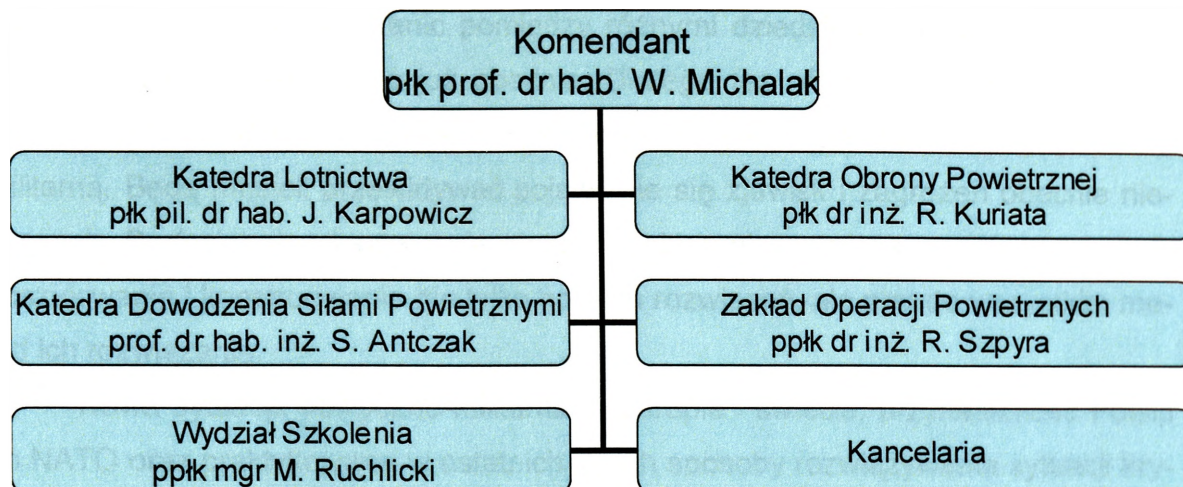 Komendant
płk prof. dr hab. W. Michalak
Katedra Lotnictwa
płk pil. dr hab. J. Karpowicz
Katedra Obrony Powietrznej
płk dr inż. R. Kuriata
Katedra Dowodzenia Siłami Powietrznymi
prof. dr hab. inż. S. Antczak
Zakład Operacji Powietrznych
ppłk dr inż. R. Szpyra
Wydział Szkolenia
ppłk mgr M. Ruchlicki
Kancelaria